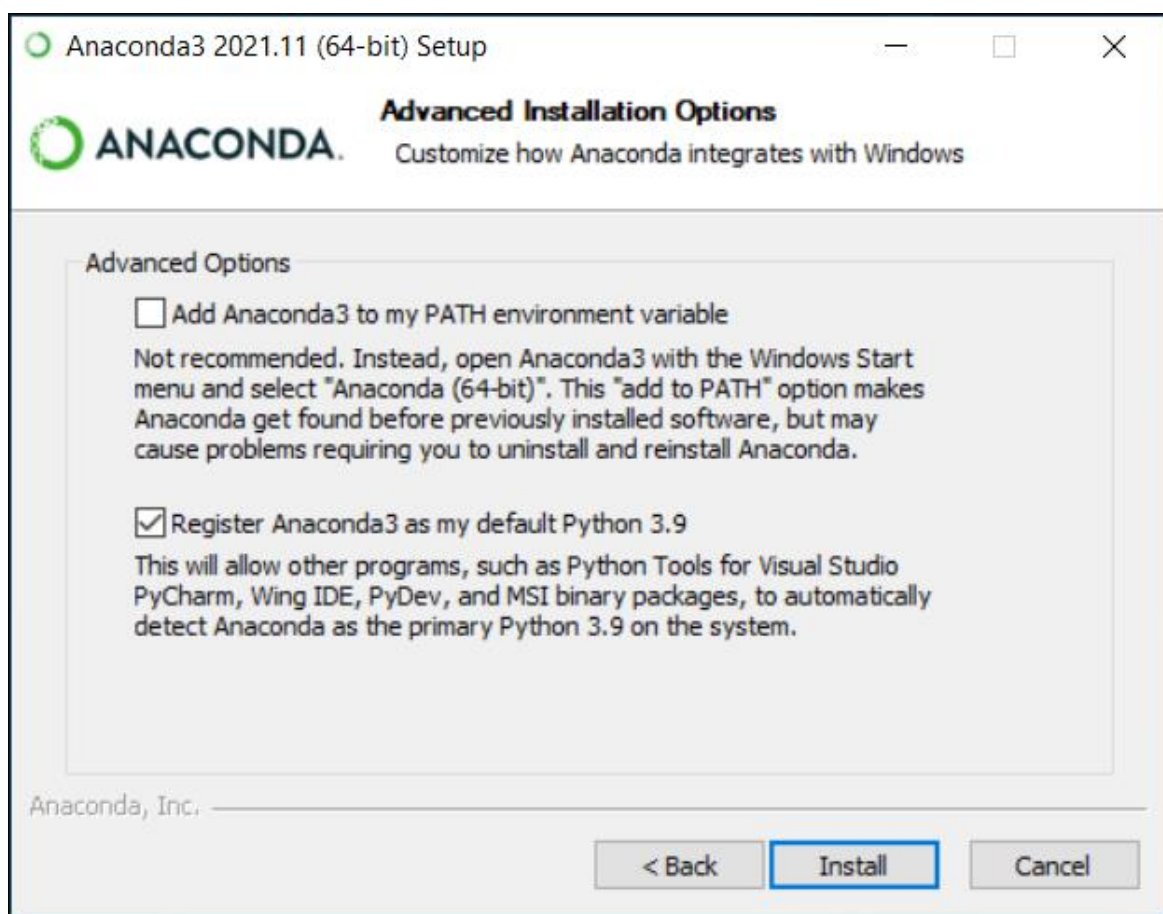 Anaconda3 2021.11 (64-bit) Setup
ANACONDA.
Advanced Installation Options
Customize how Anaconda integrates with Windows
Advanced Options
Add Anaconda3 to my PATH environment variable
Not recommended. Instead, open Anaconda3 with the Windows Start
menu and select "Anaconda (64-bit)". This "add to PATH" option makes
Anaconda get found before previously installed software, but may
cause problems requiring you to uninstall and reinstall Anaconda.
Register Anaconda3 as my default Python 3.9
This will allow other programs, such as Python Tools for Visual Studio
PyCharm, Wing IDE, PyDev, and MSI binary packages, to automatically
detect Anaconda as the primary Python 3.9 on the system.
Anaconda, Inc.
< Back Install Cancel